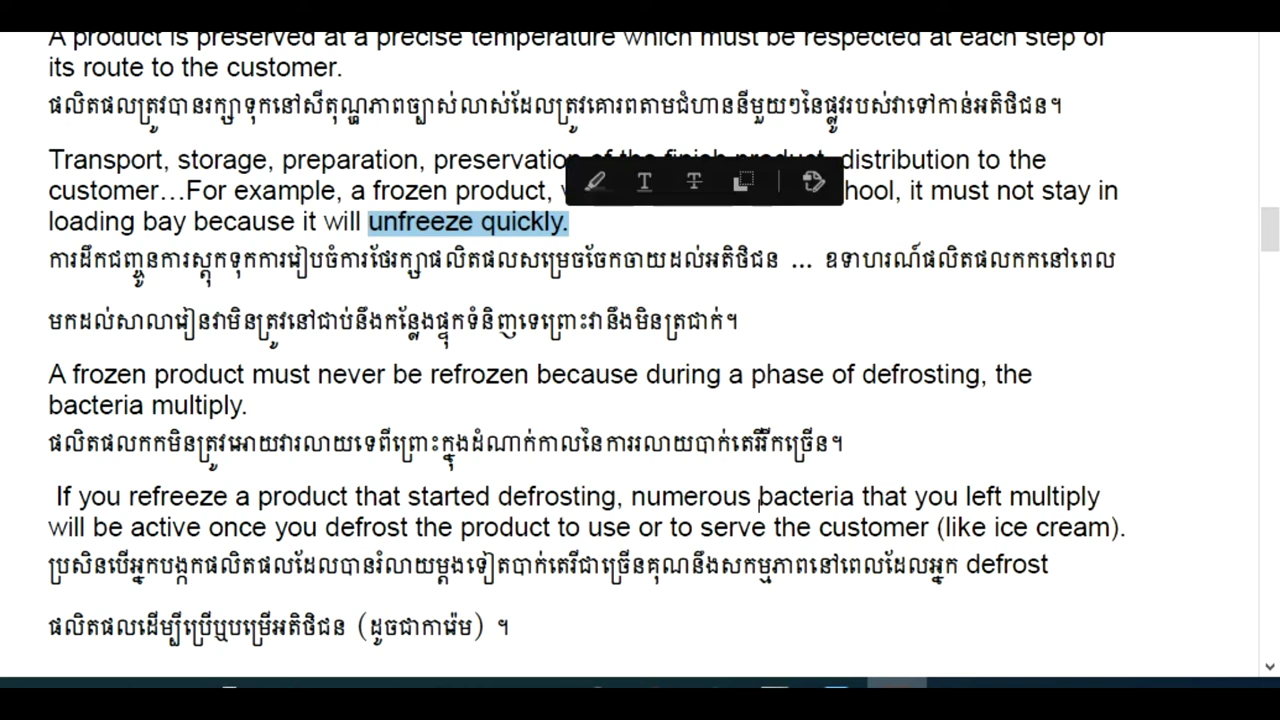 A product is preserved at a precise temperature which must be respected at each step of
its route to the customer.
ផលិតផលត្រូវបានរក្សាទុកនៅសីតុណ្ហភាពច្បាស់លាស់ដែលត្រូវគោរពតាមជំហាននីមួយៗនៃផ្លូវរបស់វាទៅកាន់អតិថិជន។
Transport, storage, preparation, preservation of the finish product, distribution to the
customer…For example, a frozen product, hool, it must not stay in
loading bay because it will unfreeze quickly.
ការដឹកជញ្ចូនការស្តុកទុកការរៀបចំការថែរក្សាផលិតផលសម្រេចចែកចាយដល់អតិថិជន ... ឧទាហរណ៍ផលិតផលកកនៅពេល
មកដល់សាលារៀនវាមិនត្រូវនៅជាប់នឹងកន្លែងផ្ទុកទំនិញទេព្រោះវានឹងមិនត្រជាក់។
A frozen product must never be refrozen because during a phase of defrosting, the
bacteria multiply.
ផលិតផលកកមិនត្រូវអោយវារលាយទេពីព្រោះក្នុងដំណាក់កាលនៃការរលាយបាក់តេរីរីកច្រើន។
If you refreeze a product that started defrosting, numerous bacteria that you left multiply
will be active once you defrost the product to use or to serve the customer (like ice cream).
ប្រសិនបើអ្នកបង្កកផលិតផលដែលបានរំលាយម្តងទៀតបាក់តេរីជាច្រើនគុណនឹងសកម្មភាពនៅពេលដែលអ្នក defrost
ផលិតផលដើម្បីប្រើឬបម្រើអតិថិជន (ដូចជាការ៉េម) ។